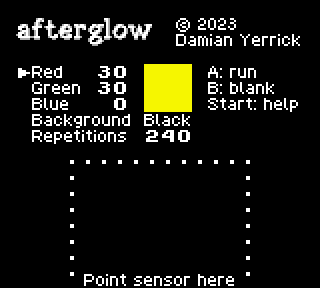 afterglow
© 2023
Damian Yerrick
►Red 30
Green 30
Blue 0
A: run
B: blank
Start: help
Background Black
Repetitions 240
Point sensor here